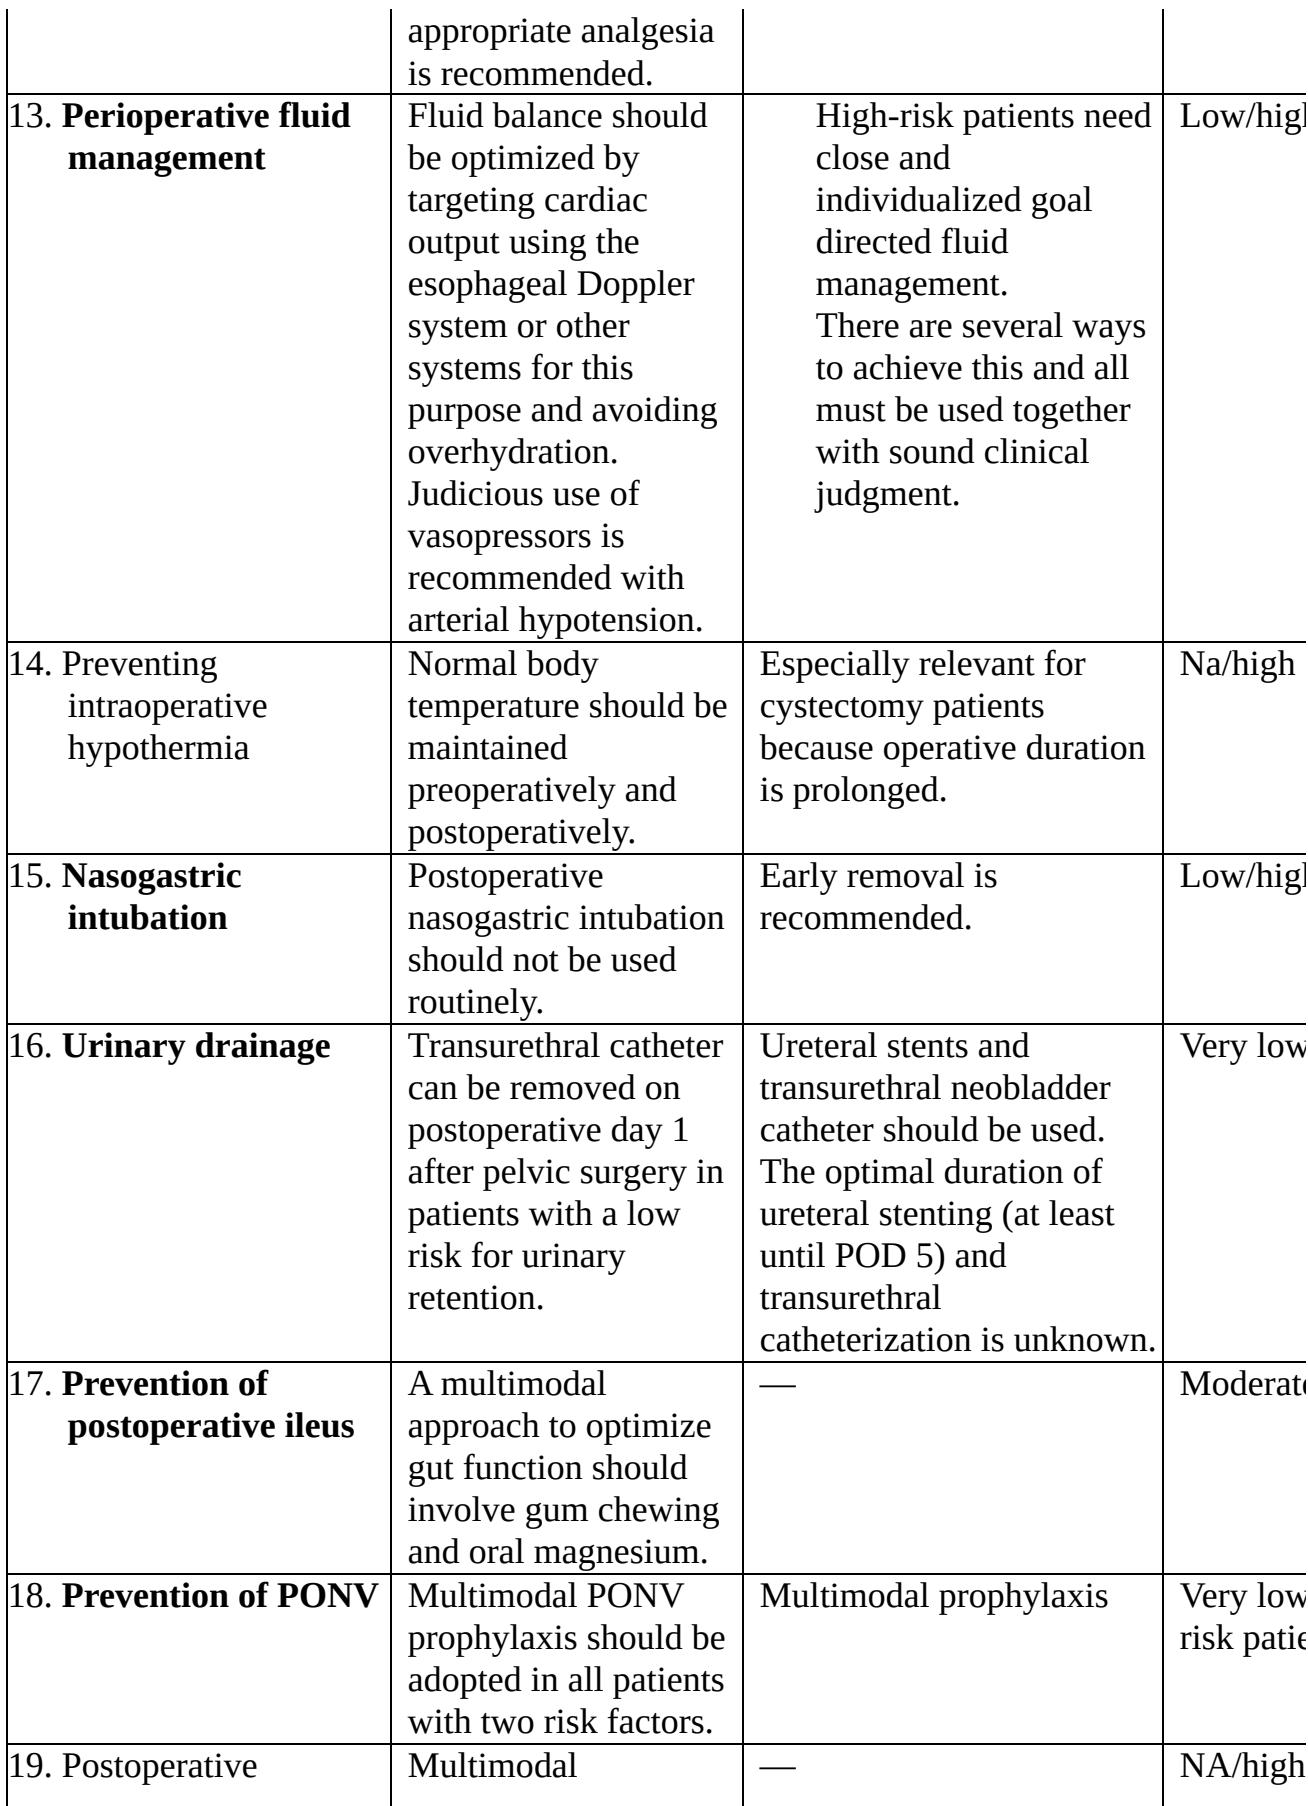 appropriate analgesia
is recommended.
13. Perioperative fluid
management
Fluid balance should
be optimized by
targeting cardiac
output using the
esophageal Doppler
system or other
systems for this
purpose and avoiding
overhydration.
Judicious use of
vasopressors is
recommended with
arterial hypotension.
High-risk patients need
close and
individualized goal
directed fluid
management.
There are several ways
to achieve this and all
must be used together
with sound clinical
judgment.
14. Preventing
intraoperative
hypothermia
Normal body
temperature should be
maintained
preoperatively and
postoperatively.
Especially relevant for
cystectomy patients
because operative duration
is prolonged.
Na/high
15. Nasogastric
intubation
Postoperative
nasogastric intubation
should not be used
routinely.
Early removal is
recommended.
16. Urinary drainage
Transurethral catheter
can be removed on
postoperative day 1
after pelvic surgery in
patients with a low
risk for urinary
retention.
Ureteral stents and
transurethral neobladder
catheter should be used.
The optimal duration of
ureteral stenting (at least
until POD 5) and
transurethral
catheterization is unknown.
Very low
17. Prevention of
postoperative ileus
A multimodal
approach to optimize
gut function should
involve gum chewing
and oral magnesium.
—
18. Prevention of PONV
Multimodal PONV
prophylaxis should be
adopted in all patients
with two risk factors.
Multimodal prophylaxis
Very low
risk
19. Postoperative
Multimodal
—
NA/high